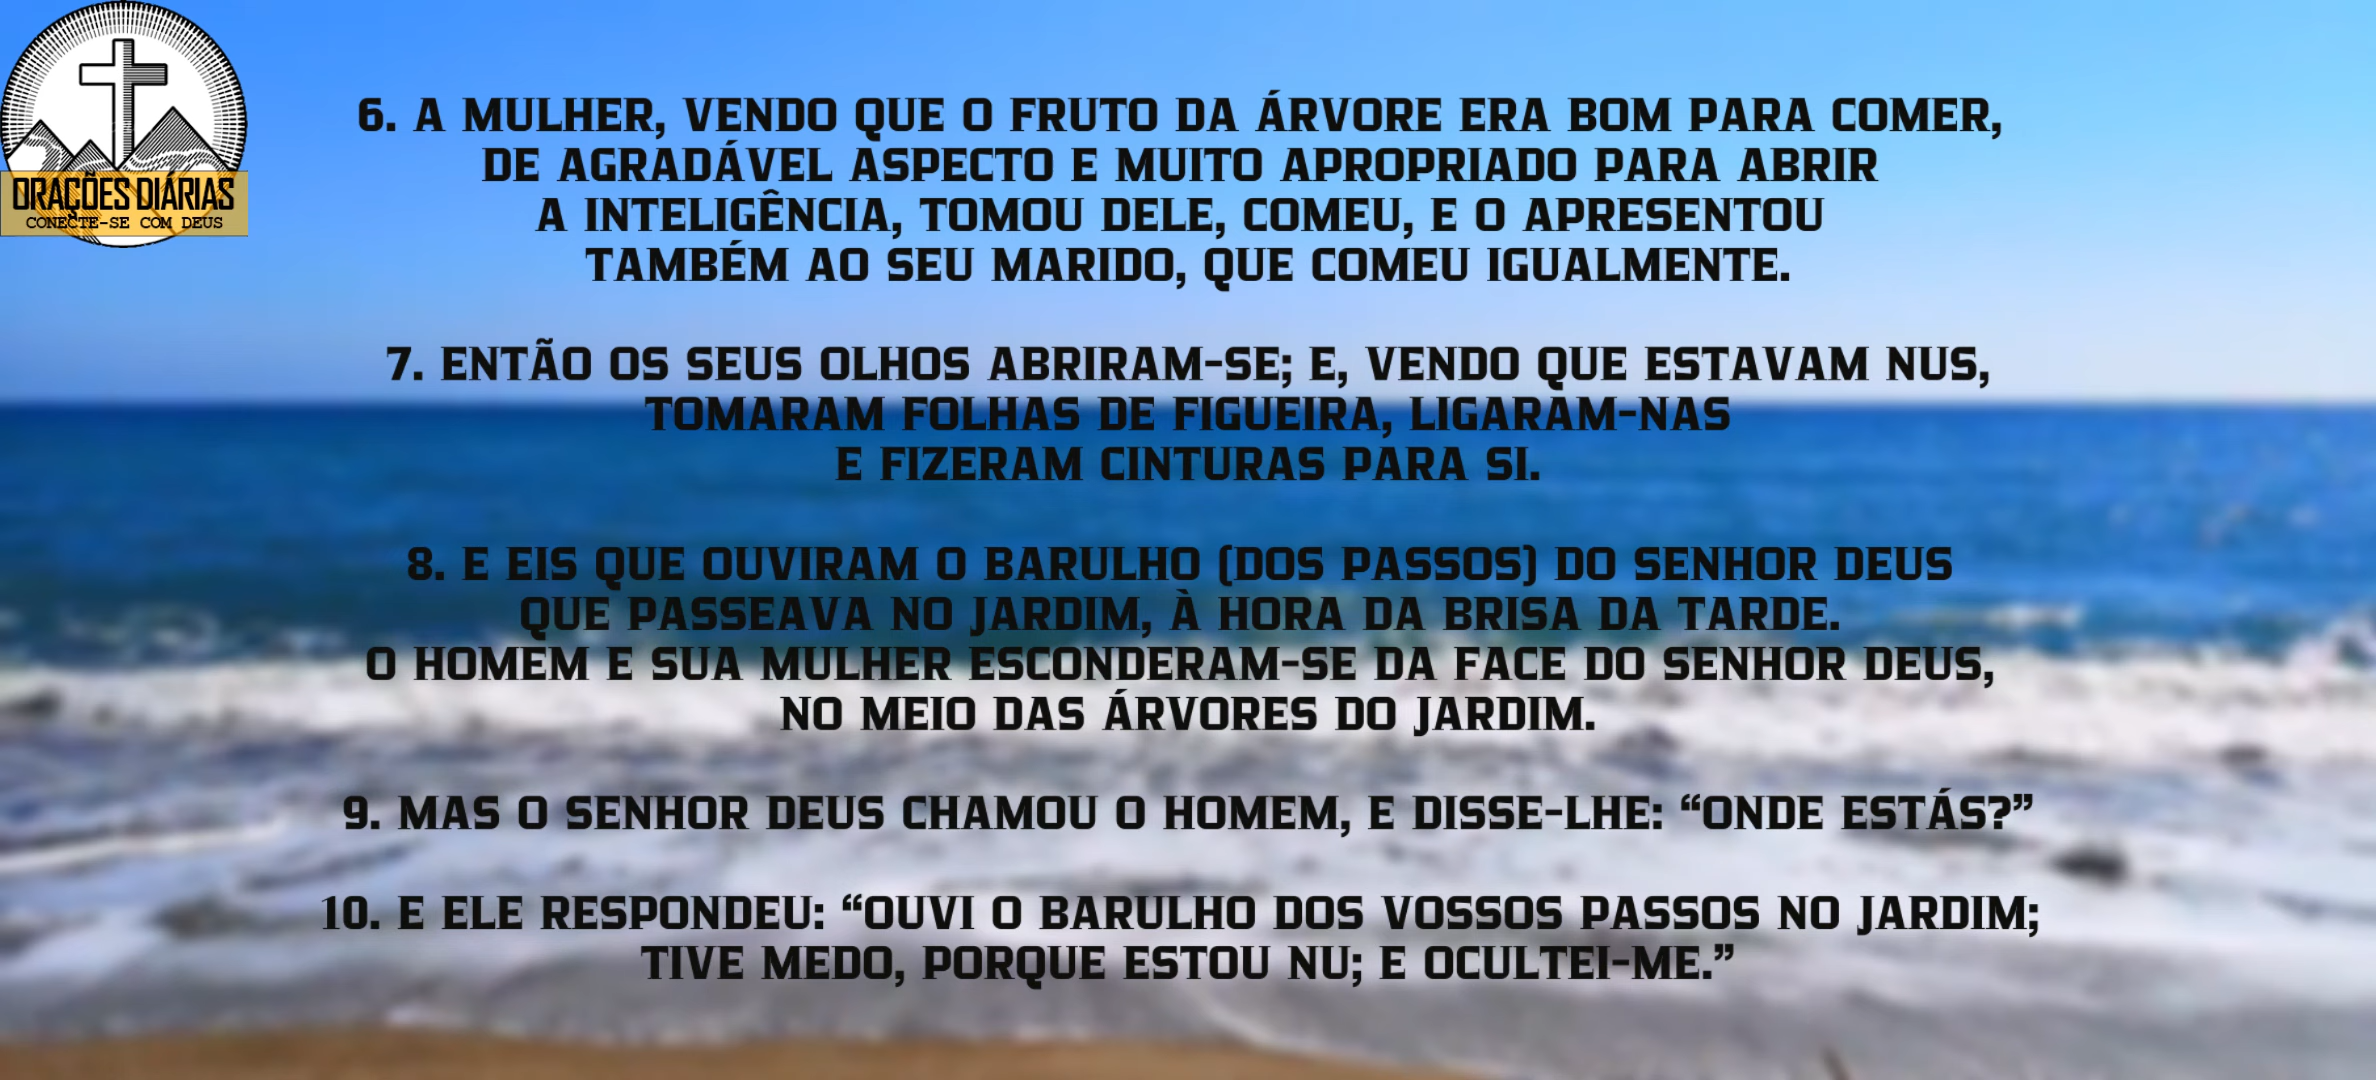 ORAÇÕES DIÁRIAS
CONECTE-SE COM DEUS
6. A MULHER, VENDO QUE O FRUTO DA ÁRVORE ERA BOM PARA COMER,
DE AGRADÁVEL ASPECTO E MUITO APROPRIADO PARA ABRIR
A INTELIGÊNCIA, TOMOU DELE, COMEU, E O APRESENTOU
TAMBÉM AO SEU MARIDO, QUE COMEU IGUALMENTE.
7. ENTÃO OS SEUS OLHOS ABRIRAM-SE; E, VENDO QUE ESTAVAM NUS,
TOMARAM FOLHAS DE FIGUEIRA, LIGARAM-NAS
E FIZERAM CINTURAS PARA SI.
8. E EIS QUE OUVIRAM O BARULHO (DOS PASSOS) DO SENHOR DEUS
QUE PASSEAVA NO JARDIM, À HORA DA BRISA DA TARDE.
O HOMEM E SUA MULHER ESCONDERAM-SE DA FACE DO SENHOR DEUS,
NO MEIO DAS ÁRVORES DO JARDIM.
9. MAS O SENHOR DEUS CHAMOU O HOMEM, E DISSE-LHE: “ONDE ESTÁS?”
10. E ELE RESPONDEU: “OUVI O BARULHO DOS VOSSOS PASSOS NO JARDIM;
TIVE MEDO, PORQUE ESTOU NU; E OCULTEI-ME.”